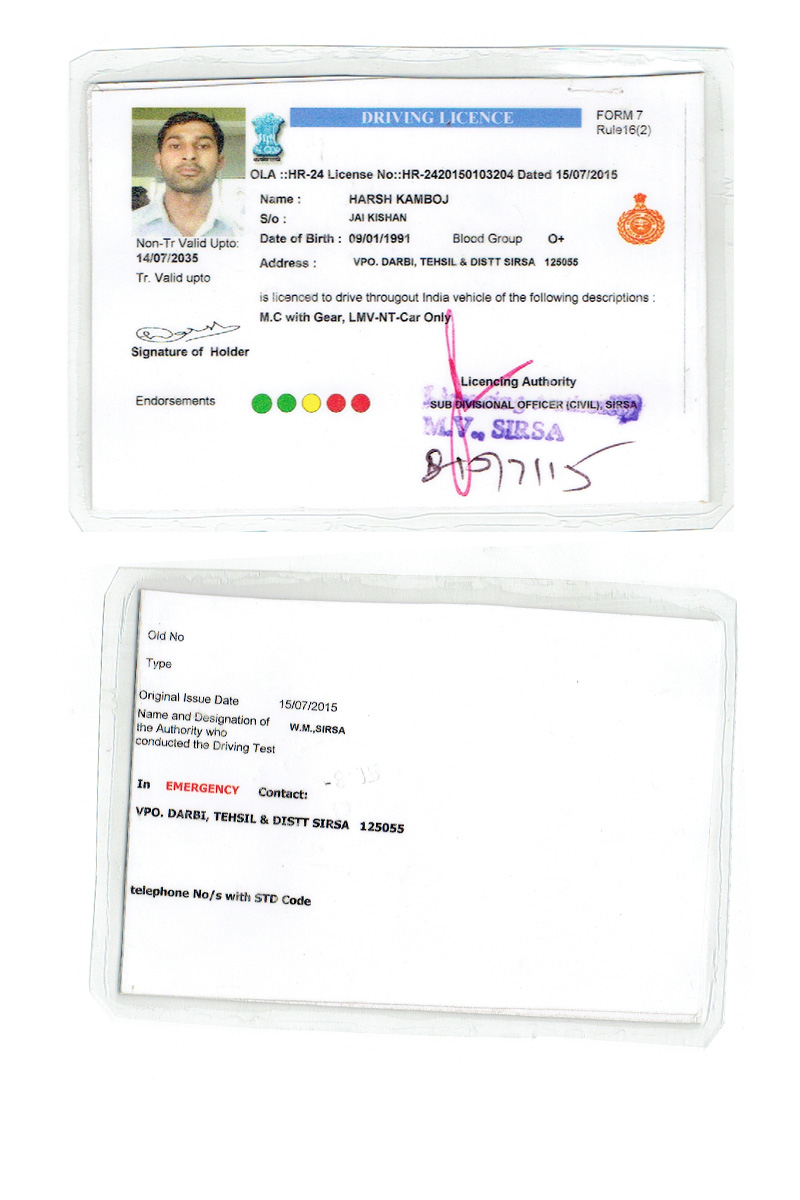 DRIVING LICENCE
FORM 7
Rule16(2)
OLA ::HR-24 License No::HR-2420150103204 Dated 15/07/2015
Name : HARSH KAMBOJ
S/o : JAI KISHAN
Date of Birth : 09/01/1991 Blood Group O+
Address : VPO. DARBI, TEHSIL & DISTT SIRSA 125055
Non-Tr Valid Upto:
14/07/2035
Tr. Valid upto
is licenced to drive througout India vehicle of the following descriptions :
M.C with Gear, LMV-NT-Car Only
Signature of Holder
Endorsements
Licencing Authority
SUB DIVISIONAL OFFICER (CIVIL), SIRSA
M.V., SIRSA
Old No
Type
Original Issue Date 15/07/2015
Name and Designation of
the Authority who
conducted the Driving Test
W.M.,SIRSA
In EMERGENCY Contact:
VPO. DARBI, TEHSIL & DISTT SIRSA 125055
telephone No/s with STD Code